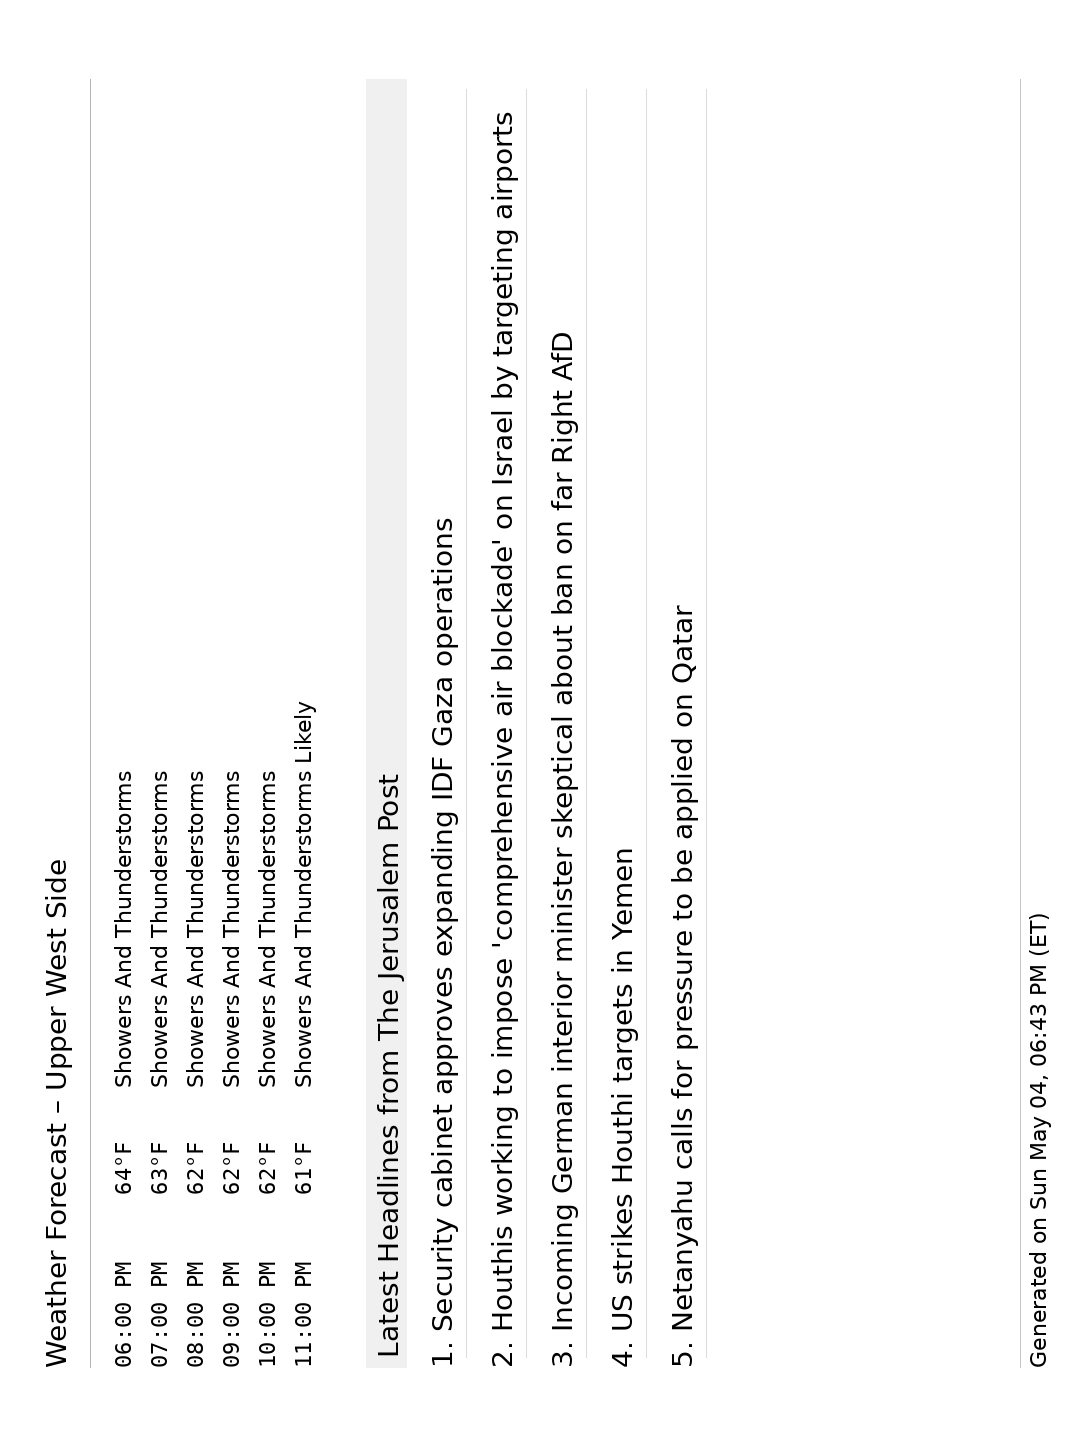 Weather Forecast – Upper West Side
06:00 PM 64°F Showers And Thunderstorms
07:00 PM 63°F Showers And Thunderstorms
08:00 PM 62°F Showers And Thunderstorms
09:00 PM 62°F Showers And Thunderstorms
10:00 PM 62°F Showers And Thunderstorms
11:00 PM 61°F Showers And Thunderstorms Likely
Latest Headlines from The Jerusalem Post
1. Security cabinet approves expanding IDF Gaza operations
2. Houthis working to impose 'comprehensive air blockade' on Israel by targeting airports
3. Incoming German interior minister skeptical about ban on far Right AfD
4. US strikes Houthi targets in Yemen
5. Netanyahu calls for pressure to be applied on Qatar
Generated on Sun May 04, 06:43 PM (ET)